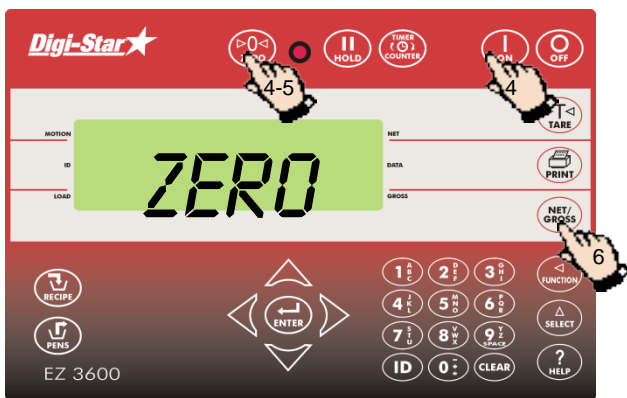 Digi-Star
0
ZERO
HOLD
TIMER
COUNTER
ON
OFF
4-5
4
T
TARE
MOTION
NET
ID
ZERO
DATA
PRINT
LOAD
GROSS
NET/
GROSS
6
RECIPE
1 A B C
2 D E F
3 G H I
FUNCTION
ENTER
4 J K L
5 M N O
6 P Q R
SELECT
PENS
7 S T U
8 V W X
9 Y Z SPACE
EZ 3600
ID
0 - + :
CLEAR
?
HELP